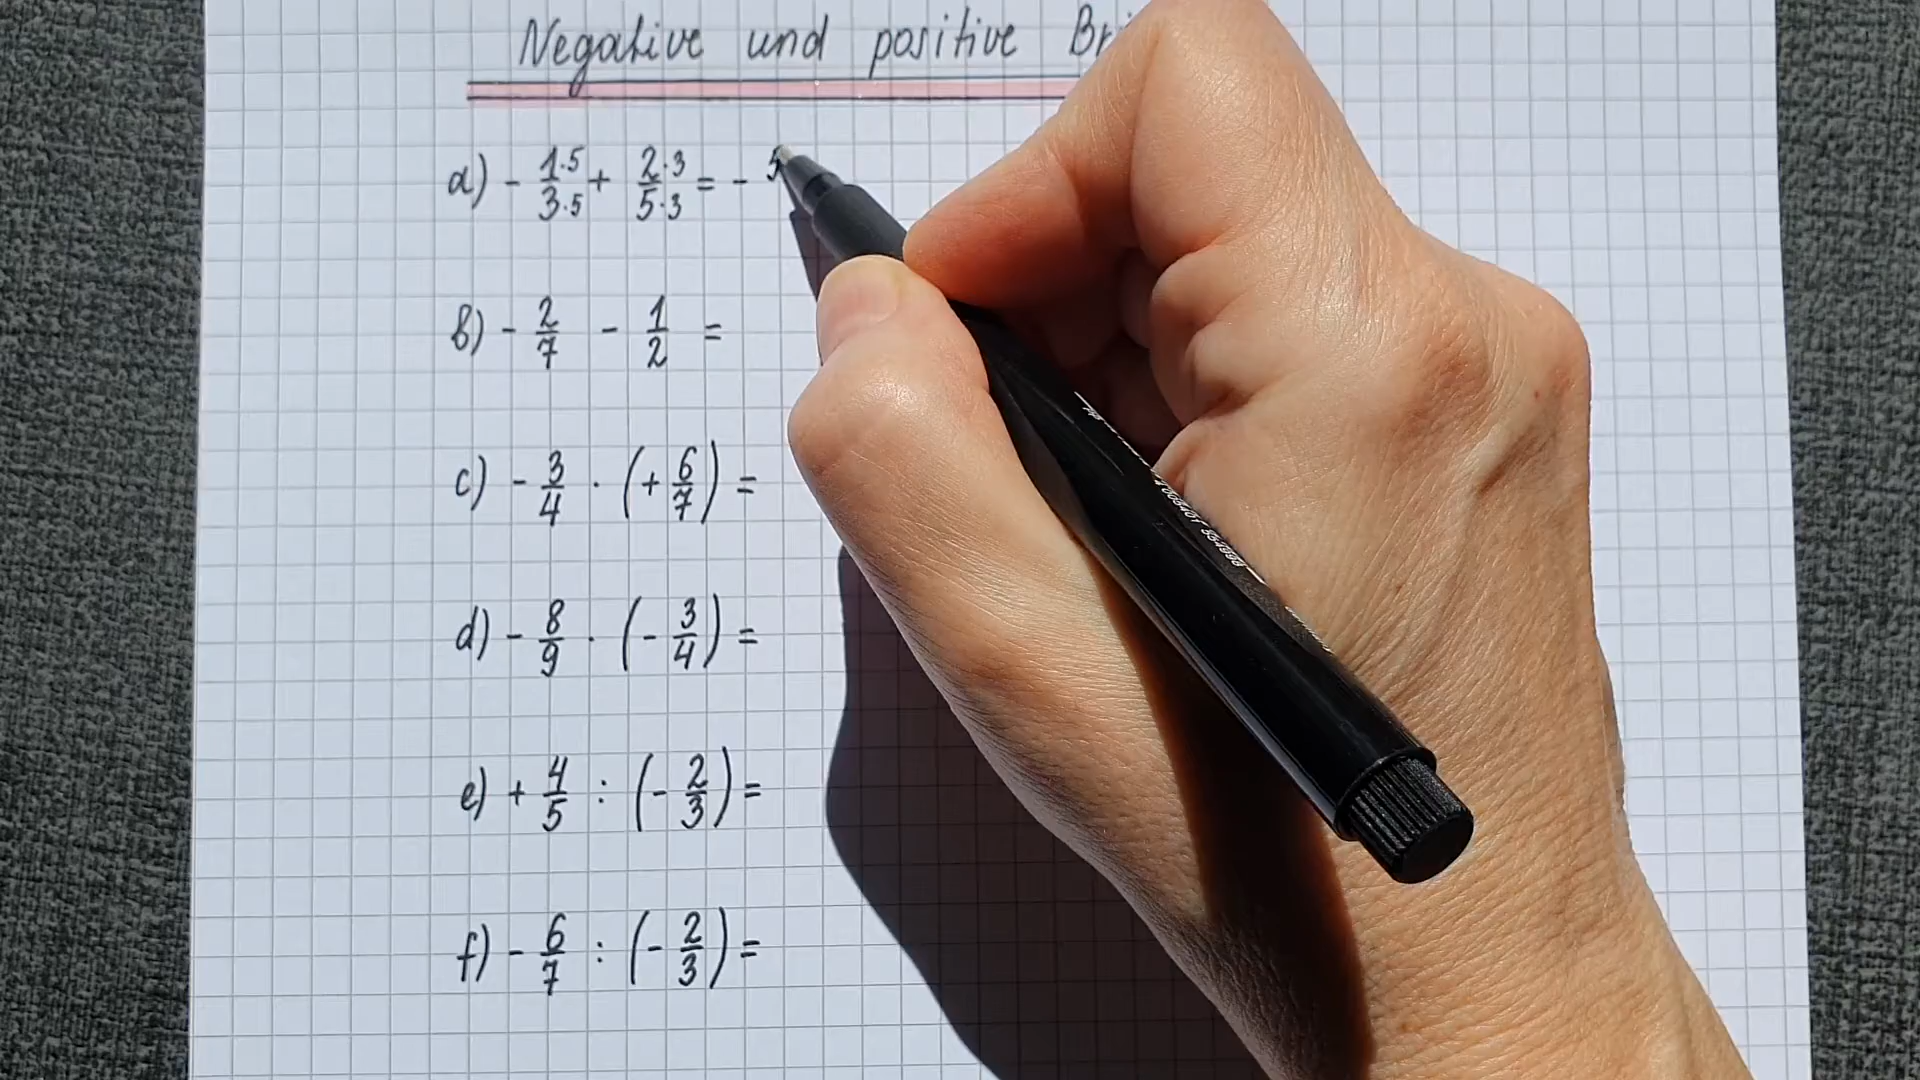 Negative und positive
a) - 1·5/3·5 + 2·3/5·3 = - 5
b) - 2/7 - 1/2 =
c) - 3/4 · (+ 6/7) =
d) - 8/9 · (- 3/4) =
e) + 4/5 : (- 2/3) =
f) - 6/7 : (- 2/3) =